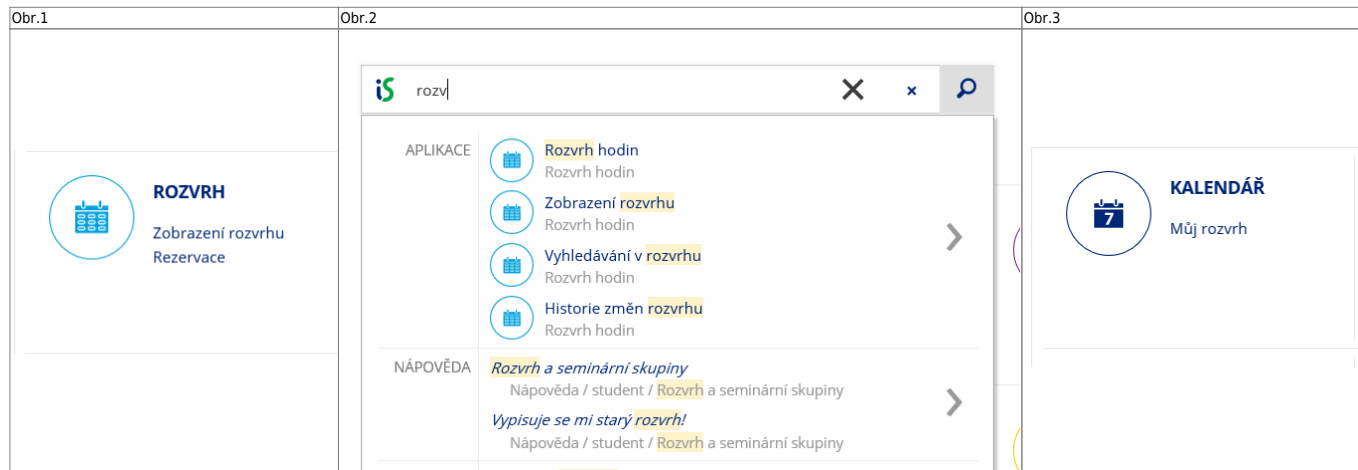 Obr.1
Obr.2
Obr.3
ROZVRH
Zobrazení rozvrhu
Rezervace
iS rozv
APLIKACE
Rozvrh hodin
Rozvrh hodin
Zobrazení rozvrhu
Rozvrh hodin
Vyhledávání v rozvrhu
Rozvrh hodin
Historie změn rozvrhu
Rozvrh hodin
NÁPOVĚDA
Rozvrh a seminární skupiny
Nápověda / student / Rozvrh a seminární skupiny
Vypisuje se mi starý rozvrh!
Nápověda / student / Rozvrh a seminární skupiny
7
KALENDÁŘ
Můj rozvrh